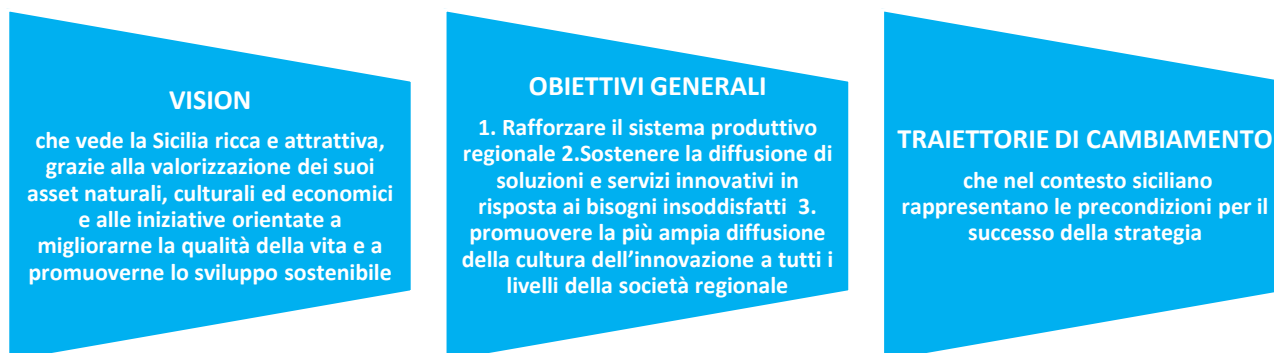 VISION
che vede la Sicilia ricca e attrattiva,
grazie alla valorizzazione dei suoi
asset naturali, culturali ed economici
e alle iniziative orientate a
migliorarne la qualità della vita e a
promuoverne lo sviluppo sostenibile
OBIETTIVI GENERALI
1. Rafforzare il sistema produttivo
regionale 2.Sostenere la diffusione di
soluzioni e servizi innovativi in
risposta ai bisogni insoddisfatti 3.
promuovere la più ampia diffusione
della cultura dell’innovazione a tutti i
livelli della società regionale
TRAIETTORIE DI CAMBIAMENTO
che nel contesto siciliano
rappresentano le precondizioni per il
successo della strategia